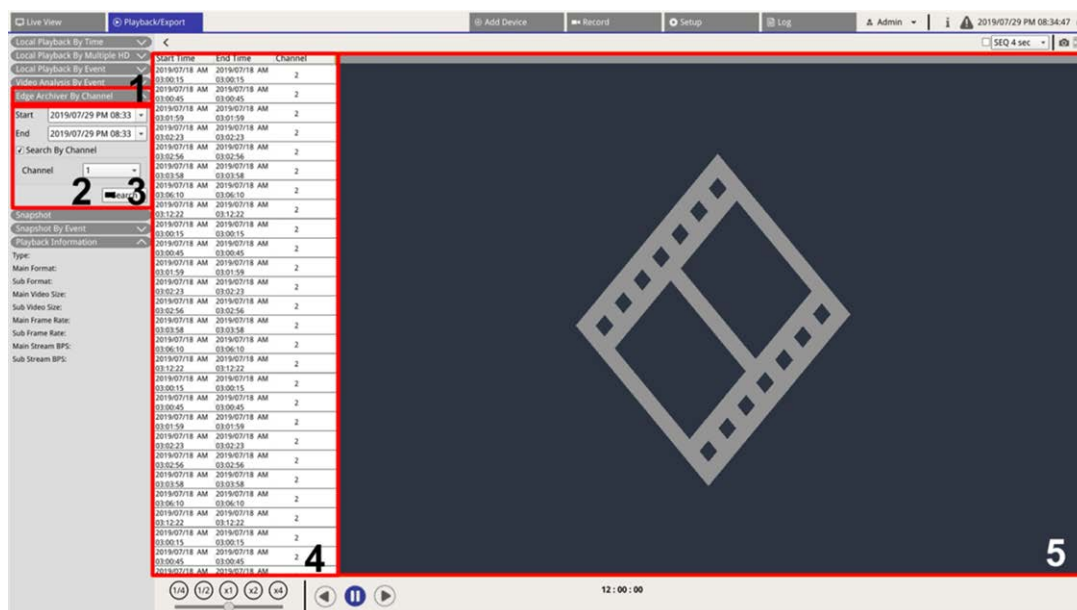 Live View
Playback/Export
Add Device
Record
Setup
Log
Admin
i
2019/07/29 PM 08:34:47
Local Playback By Time
Local Playback By Multiple HD
Local Playback By Event
Video Analysis By Event
Edge Archiver By Channel
1
Start 2019/07/29 PM 08:33
End 2019/07/29 PM 08:33
Search By Channel
Channel 1
2
3
Snapshot
Snapshot By Event
Playback Information
Type:
Main Format:
Sub Format:
Main Video Size:
Sub Video Size:
Main Frame Rate:
Sub Frame Rate:
Main Stream BPS:
Sub Stream BPS:
SEQ 4 sec
Start Time End Time Channel
2019/07/18 AM 2019/07/18 AM
03:00:15 03:00:15 2
2019/07/18 AM 2019/07/18 AM
03:00:45 03:00:45 2
2019/07/18 AM 2019/07/18 AM
03:01:59 03:01:59 2
2019/07/18 AM 2019/07/18 AM
03:02:23 03:02:23 2
2019/07/18 AM 2019/07/18 AM
03:02:56 03:02:56 2
2019/07/18 AM 2019/07/18 AM
03:03:58 03:03:58 2
2019/07/18 AM 2019/07/18 AM
03:06:10 03:06:10 2
2019/07/18 AM 2019/07/18 AM
03:12:22 03:12:22 2
2019/07/18 AM 2019/07/18 AM
03:00:15 03:00:15 2
2019/07/18 AM 2019/07/18 AM
03:00:45 03:00:45 2
2019/07/18 AM 2019/07/18 AM
03:01:59 03:01:59 2
2019/07/18 AM 2019/07/18 AM
03:02:23 03:02:23 2
2019/07/18 AM 2019/07/18 AM
03:02:56 03:02:56 2
2019/07/18 AM 2019/07/18 AM
03:03:58 03:03:58 2
2019/07/18 AM 2019/07/18 AM
03:06:10 03:06:10 2
2019/07/18 AM 2019/07/18 AM
03:12:22 03:12:22 2
2019/07/18 AM 2019/07/18 AM
03:00:15 03:00:15 2
2019/07/18 AM 2019/07/18 AM
03:00:45 03:00:45 2
2019/07/18 AM 2019/07/18 AM
03:01:59 03:01:59 2
2019/07/18 AM 2019/07/18 AM
03:02:23 03:02:23 2
2019/07/18 AM 2019/07/18 AM
03:02:56 03:02:56 2
2019/07/18 AM 2019/07/18 AM
03:03:58 03:03:58 2
2019/07/18 AM 2019/07/18 AM
03:06:10 03:06:10 2
2019/07/18 AM 2019/07/18 AM
03:12:22 03:12:22 2
2019/07/18 AM 2019/07/18 AM
03:00:15 03:00:15 2
2019/07/18 AM 2019/07/18 AM
03:00:45 03:00:45 2
2019/07/18 AM 2019/07/18 AM
4
5
1/4 1/2 x1 x2 x4
12 : 00 : 00